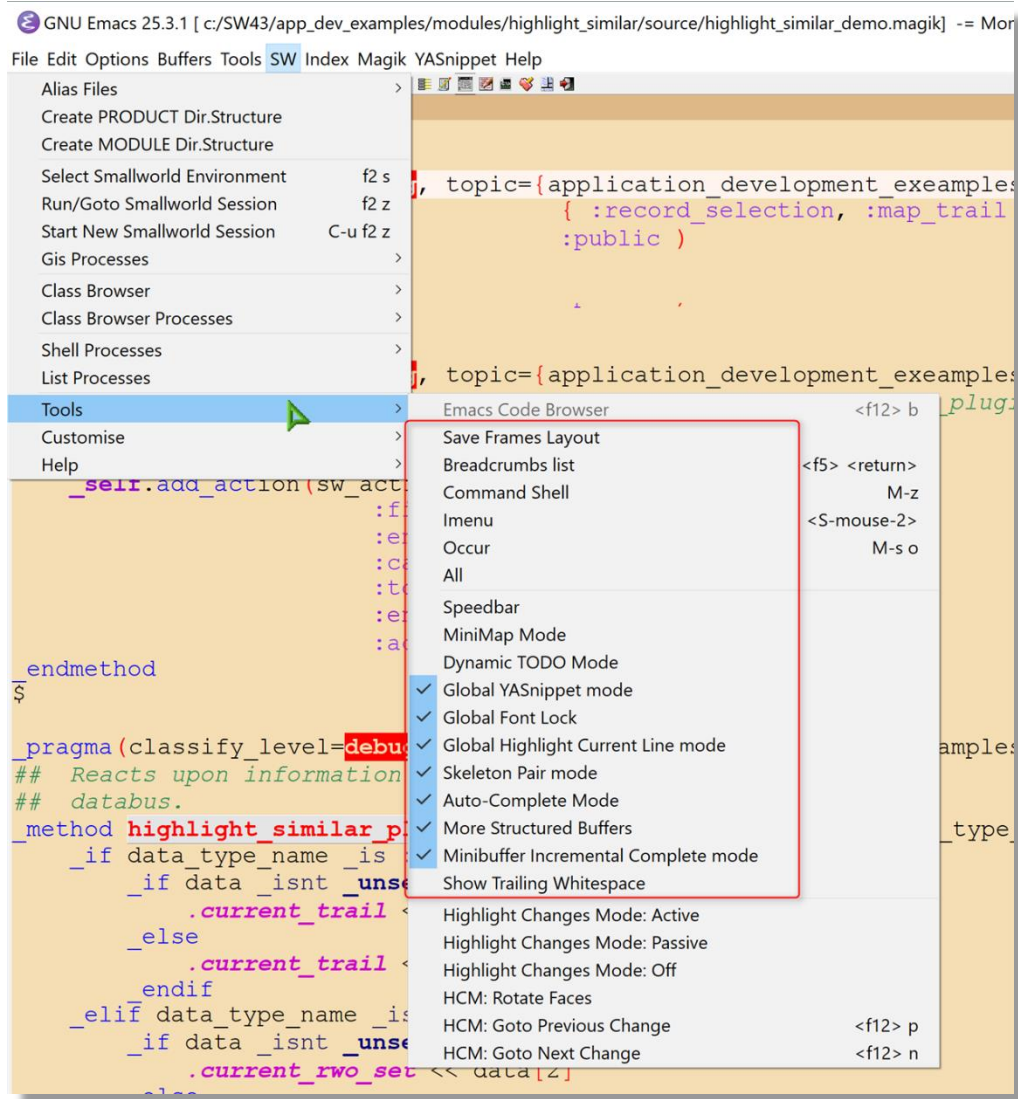 GNU Emacs 25.3.1 [ c:/SW43/app_dev_examples/modules/highlight_similar/source/highlight_similar_demo.magik] -= Mor
File Edit Options Buffers Tools SW Index Magik YASnippet Help
Alias Files
Create PRODUCT Dir.Structure
Create MODULE Dir.Structure
Select Smallworld Environment f2 s
Run/Goto Smallworld Session f2 z
Start New Smallworld Session C-u f2 z
Gis Processes
Class Browser
Class Browser Processes
Shell Processes
List Processes
Tools
Customise
Help
, topic={application_development_exeamples
{ :record_selection, :map_trail
:public )
, topic={application_development_exeamples
_plugi
Emacs Code Browser <f12> b
Save Frames Layout
Breadcrumbs list <f5> <return>
Command Shell M-z
Imenu <S-mouse-2>
Occur M-s o
All
Speedbar
MiniMap Mode
Dynamic TODO Mode
Global YASnippet mode
Global Font Lock
Global Highlight Current Line mode
Skeleton Pair mode
Auto-Complete Mode
More Structured Buffers
Minibuffer Incremental Complete mode
Show Trailing Whitespace
Highlight Changes Mode: Active
Highlight Changes Mode: Passive
Highlight Changes Mode: Off
HCM: Rotate Faces
HCM: Goto Previous Change <f12> p
HCM: Goto Next Change <f12> n
_self.add_action(sw_act
:f
:e
:c
:t
:e
:a
_endmethod
$
_pragma(classify_level=debug amples
## Reacts upon information
## databus.
_method highlight_similar_p _type_
_if data_type_name _is
_if data _isnt _unse
.current_trail <
_else
.current_trail <
_endif
_elif data_type_name _is
_if data _isnt _unse
.current_rwo_set << data[2]